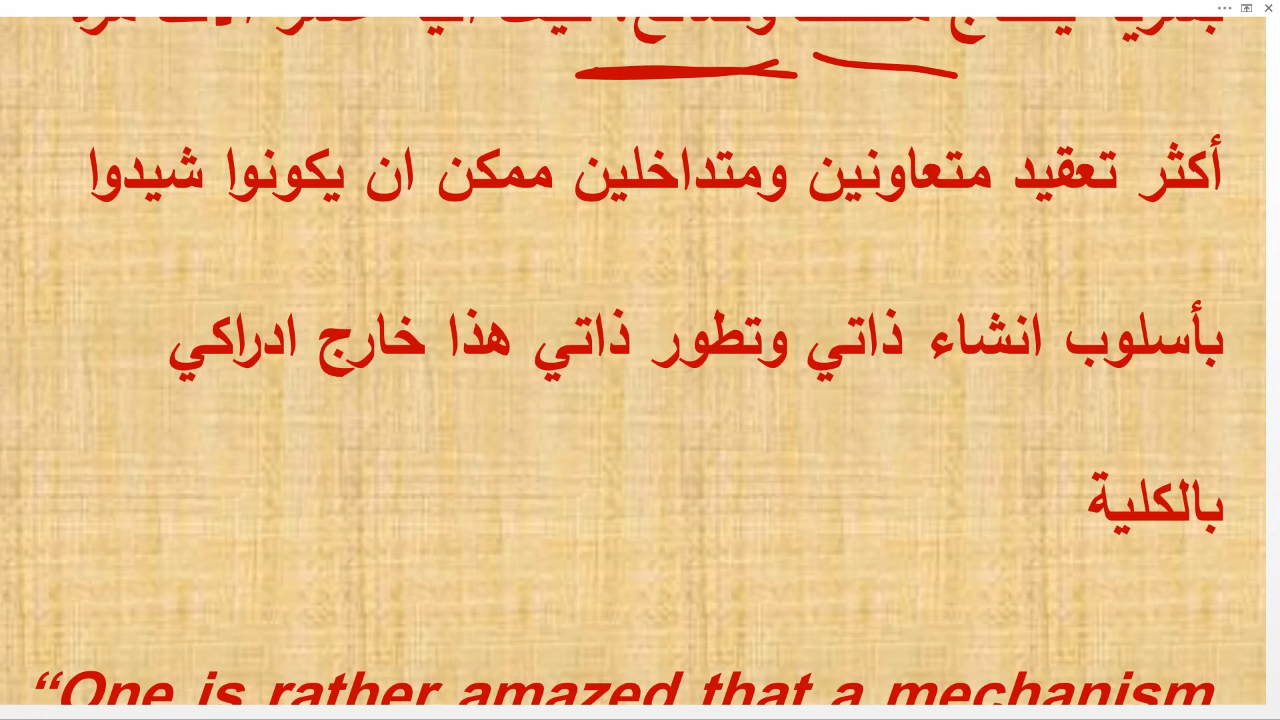 أكثر تعقيد متعاونين ومتداخلين ممكن ان يكونوا شيدوا
بأسلوب انشاء ذاتي وتطور ذاتي هذا خارج ادراكي
بالكلية
“One is rather amazed that a mechanism